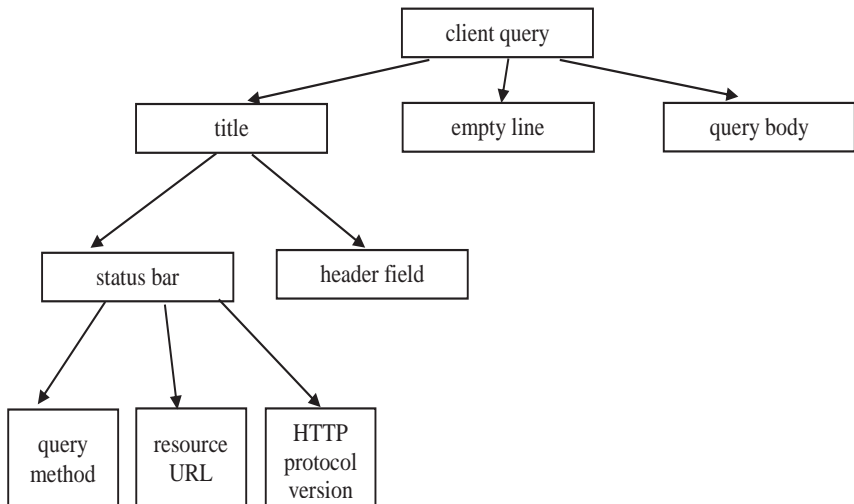 client query
title
empty line
query body
status bar
header field
query
method
resource
URL
HTTP
protocol
version